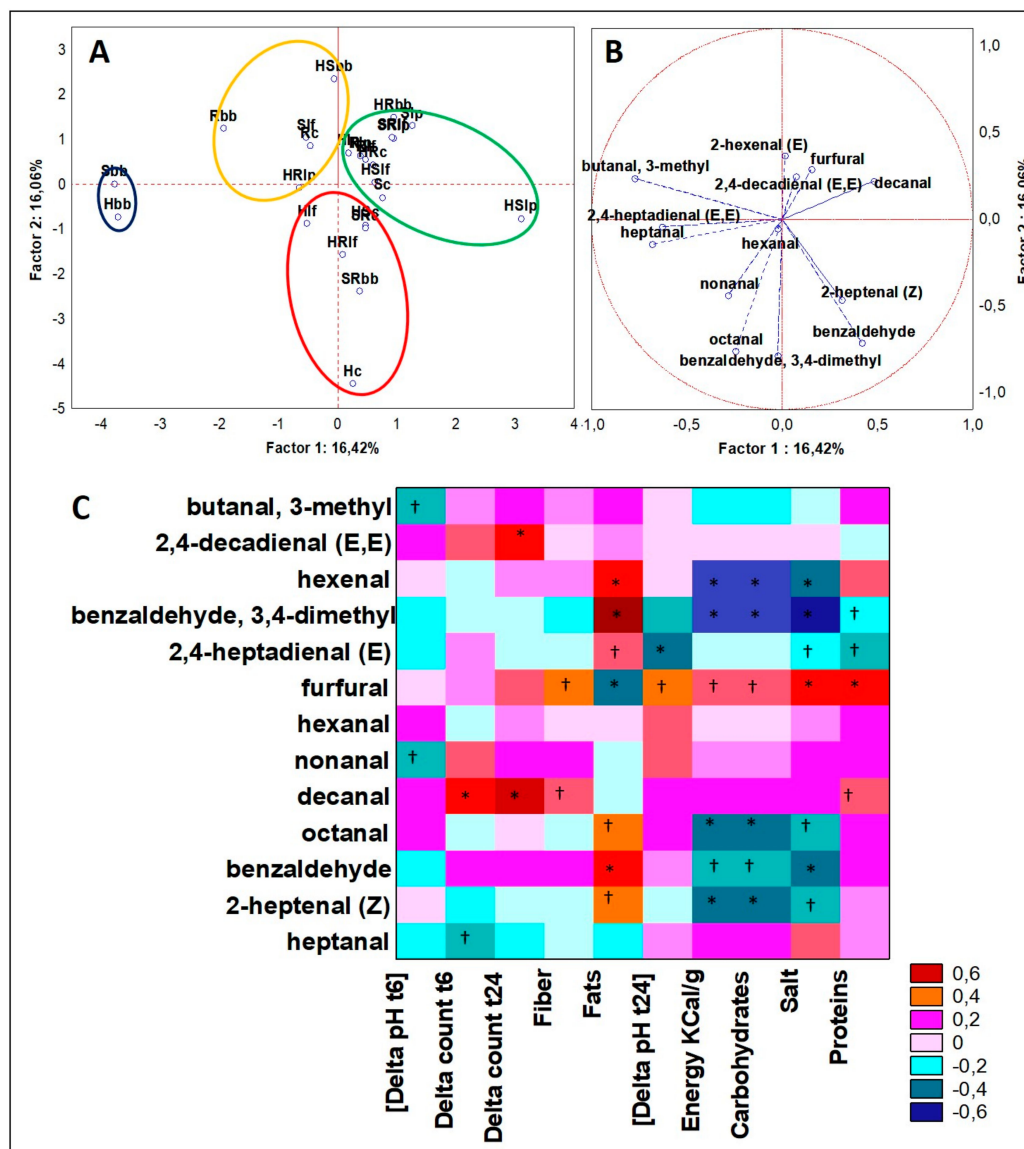 A
3
2
1
0
-1
-2
-3
-4
-5
Factor 2: 16,06%
HSbb
Rbb
Slf
Rc
HRbb
Slp
SRlp
HRc
HSlf
Sc
Sbb
Hbb
HRlp
Hlf
HSlp
HRlf
SRbb
Hc
-4
-3
-2
-1
0
1
2
3
4
Factor 1: 16,42%
B
1,0
0,5
0,0
-0,5
-1,0
Factor 2 : 16,06%
2-hexenal (E)
furfural
butanal, 3-methyl
2,4-decadienal (E,E)
decanal
2,4-heptadienal (E,E)
heptanal
hexanal
nonanal
2-heptenal (Z)
octanal
benzaldehyde
benzaldehyde, 3,4-dimethyl
-1,0
-0,5
0,0
0,5
1,0
Factor 1 : 16,42%
C
butanal, 3-methyl †
2,4-decadienal (E,E) *
hexenal * * * *
benzaldehyde, 3,4-dimethyl * * * * †
2,4-heptadienal (E) † * † †
furfural † * † † † * *
hexanal
nonanal †
decanal * * † †
octanal † * * †
benzaldehyde * † † *
2-heptenal (Z) † * * †
heptanal †
[Delta pH t6]
Delta count t6
Delta count t24
Fiber
Fats
[Delta pH t24]
Energy KCal/g
Carbohydrates
Salt
Proteins
0,6
0,4
0,2
0
-0,2
-0,4
-0,6